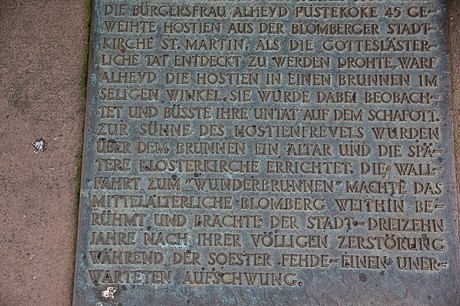 DIE BÜRGERSFRAU ALHEYD PUSTEKOKE 45 GE-
WEIHTE HOSTIEN AUS DER BLOMBERGER STADT-
KIRCHE ST. MARTIN. ALS DIE GOTTESLÄSTER-
LICHE TAT ENTDECKT ZU WERDEN DROHTE, WARF
ALHEYD DIE HOSTIEN IN EINEN BRUNNEN IM
SELIGEN WINKEL. SIE WURDE DABEI BEOBACH-
TET UND BÜSSTE IHRE UNTAT AUF DEM SCHAFOTT.
ZUR SÜHNE DES HOSTIENFREVELS WURDEN
ÜBER DEM BRUNNEN EIN ALTAR UND DIE SPÄ-
TERE KLOSTERKIRCHE ERRICHTET. DIE WALL-
FAHRT ZUM "WUNDERBRUNNEN" MACHTE DAS
MITTELALTERLICHE BLOMBERG WEITHIN BE-
RÜHMT UND BRACHTE DER STADT - DREIZEHN
JAHRE NACH IHRER VÖLLIGEN ZERSTÖRUNG
WÄHREND DER SOESTER FEHDE - EINEN UNER-
WARTETEN AUFSCHWUNG.